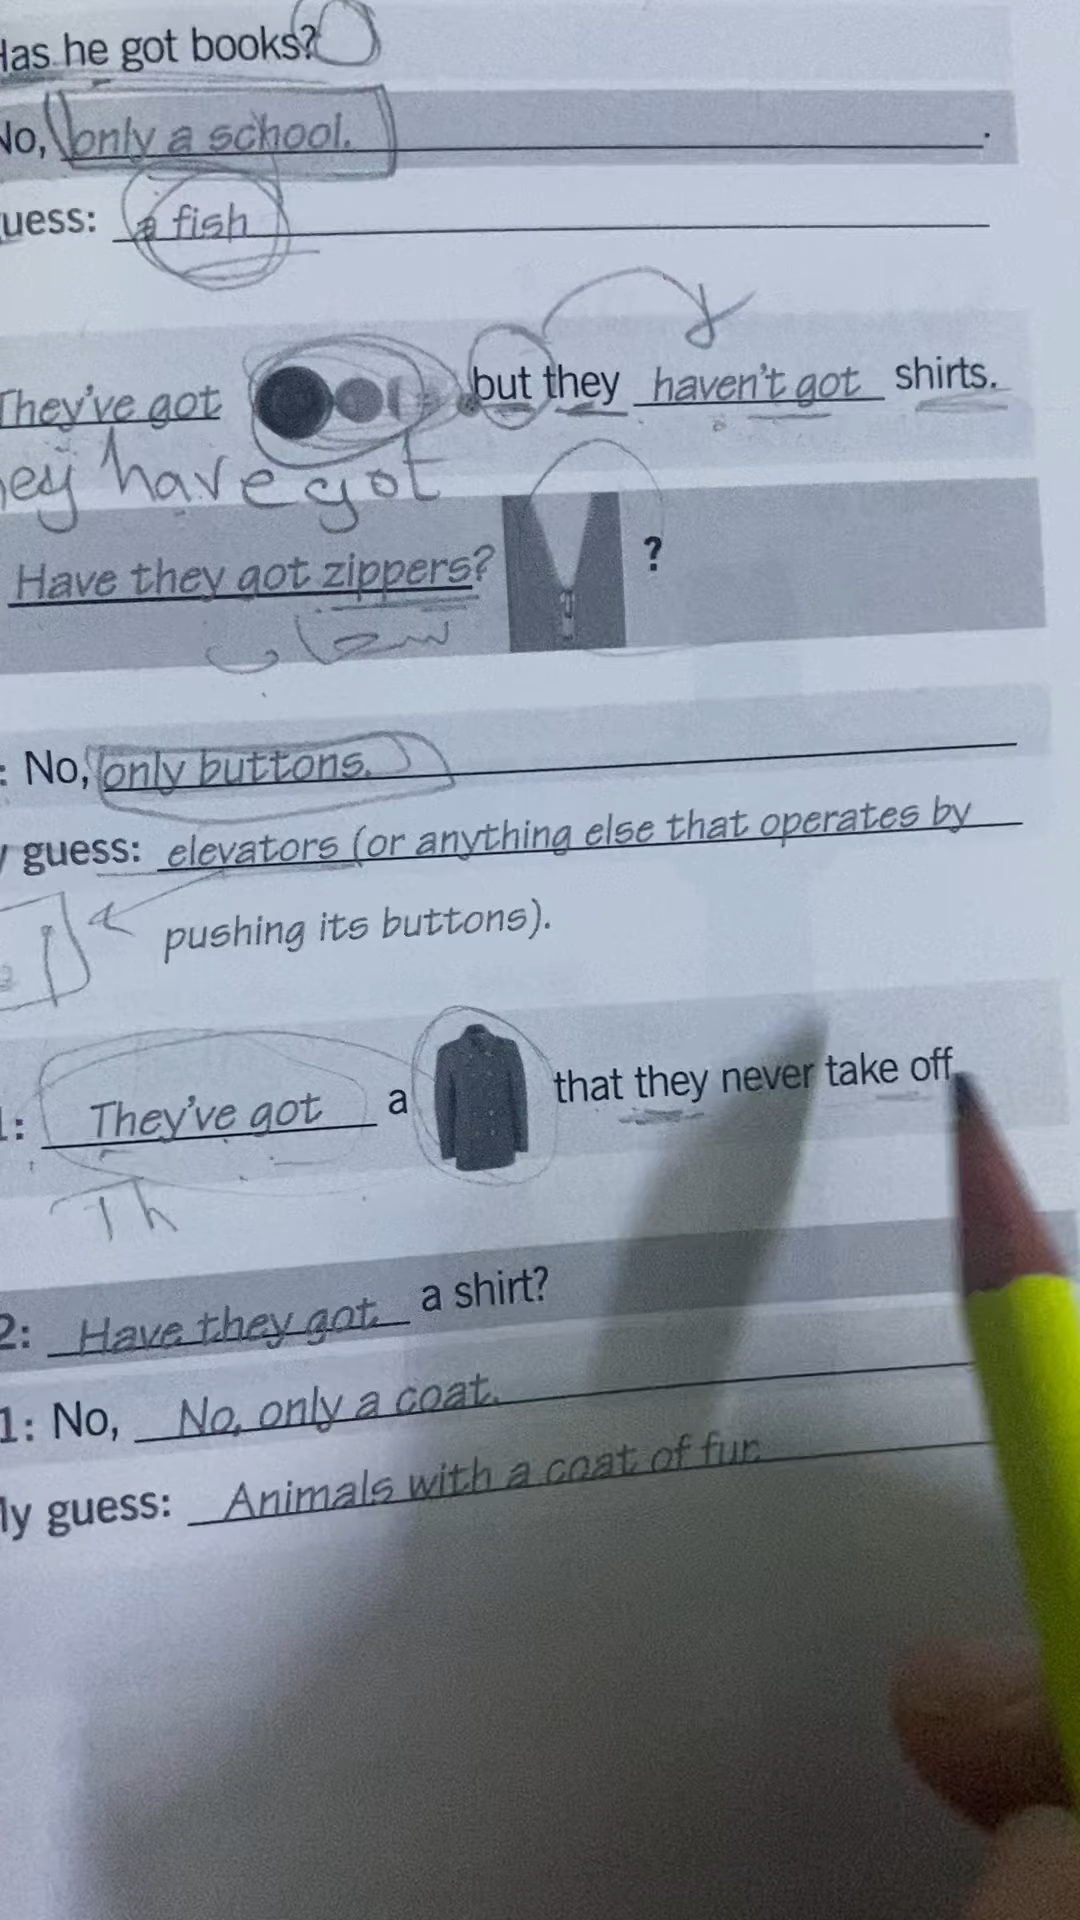 Has he got books?
No, only a school.
uess: a fish
They've got but they haven't got shirts.
ey have got
Have they got zippers? ?
: No, only buttons.
guess: elevators (or anything else that operates by
pushing its buttons).
1: They've got a that they never take off.
Th
2: Have they got a shirt?
1: No, No, only a coat.
My guess: Animals with a coat of fur.